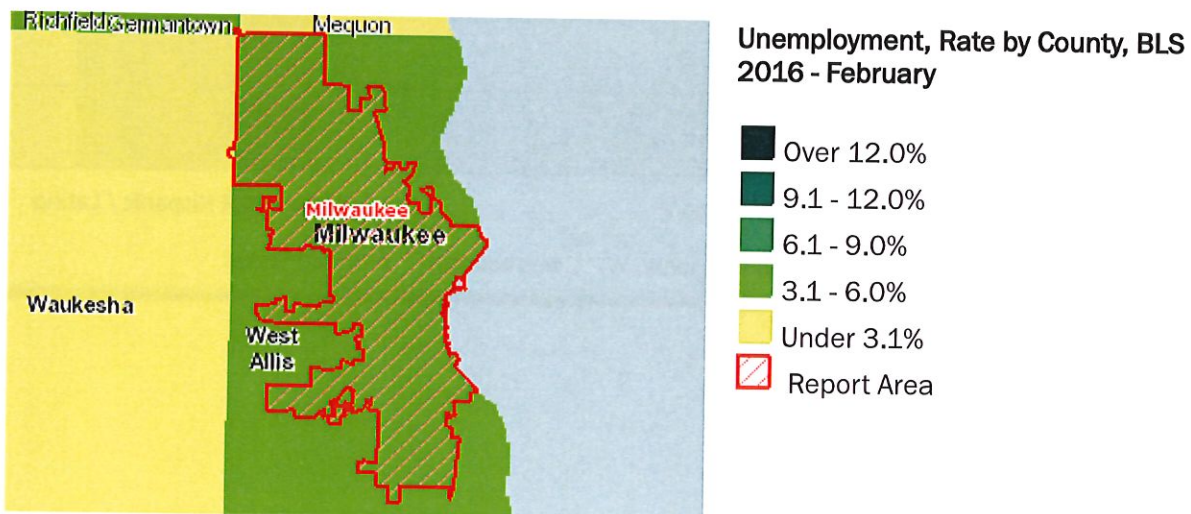 Richfield Germantown
Mequon
Unemployment, Rate by County, BLS
2016 - February
Over 12.0%
9.1 - 12.0%
6.1 - 9.0%
3.1 - 6.0%
Under 3.1%
Report Area
Milwaukee
Milwaukee
Waukesha
West
Allis